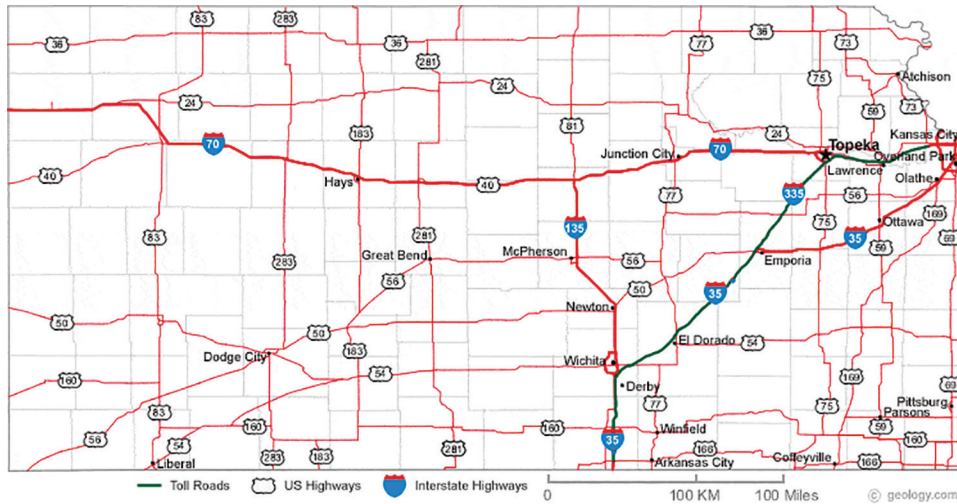 83
283
36
36
281
77
36
73
75
Atchison
24
24
59
73
183
81
24
Kansas City
70
Junction City
70
Topeka
Overland Park
Lawrence
40
Hays
40
335
56
Olathe
75
169
Ottawa
83
281
135
35
59
69
Great Bend
McPherson
56
Emporia
283
56
50
35
Newton
50
50
El Dorado
54
Dodge City
183
Wichita
54
169
160
160
Derby
77
69
83
75
Pittsburg
Parsons
56
160
Winfield
59
160
54
281
35
166
Liberal
283
183
Arkansas City
Coffeyville
166
Toll Roads
US Highways
Interstate Highways
0
100 KM
100 Miles
© geology.com